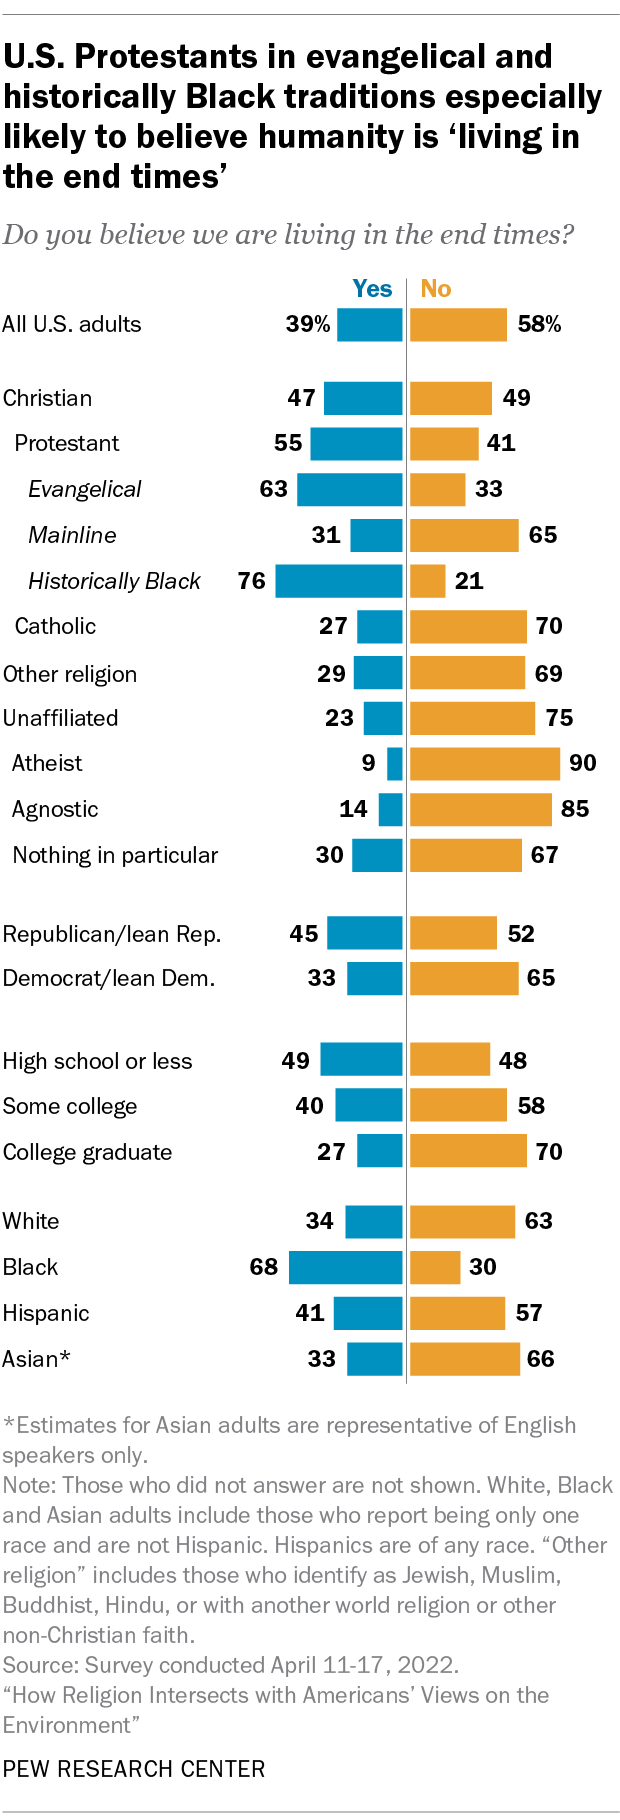 U.S. Protestants in evangelical and
historically Black traditions especially
likely to believe humanity is ‘living in
the end times’
Do you believe we are living in the end times?
Yes No
All U.S. adults 39% 58%
Christian 47 49
Protestant 55 41
Evangelical 63 33
Mainline 31 65
Historically Black 76 21
Catholic 27 70
Other religion 29 69
Unaffiliated 23 75
Atheist 9 90
Agnostic 14 85
Nothing in particular 30 67
Republican/lean Rep. 45 52
Democrat/lean Dem. 33 65
High school or less 49 48
Some college 40 58
College graduate 27 70
White 34 63
Black 68 30
Hispanic 41 57
Asian* 33 66
*Estimates for Asian adults are representative of English
speakers only.
Note: Those who did not answer are not shown. White, Black
and Asian adults include those who report being only one
race and are not Hispanic. Hispanics are of any race. “Other
religion” includes those who identify as Jewish, Muslim,
Buddhist, Hindu, or with another world religion or other
non-Christian faith.
Source: Survey conducted April 11-17, 2022.
“How Religion Intersects with Americans’ Views on the
Environment”
PEW RESEARCH CENTER